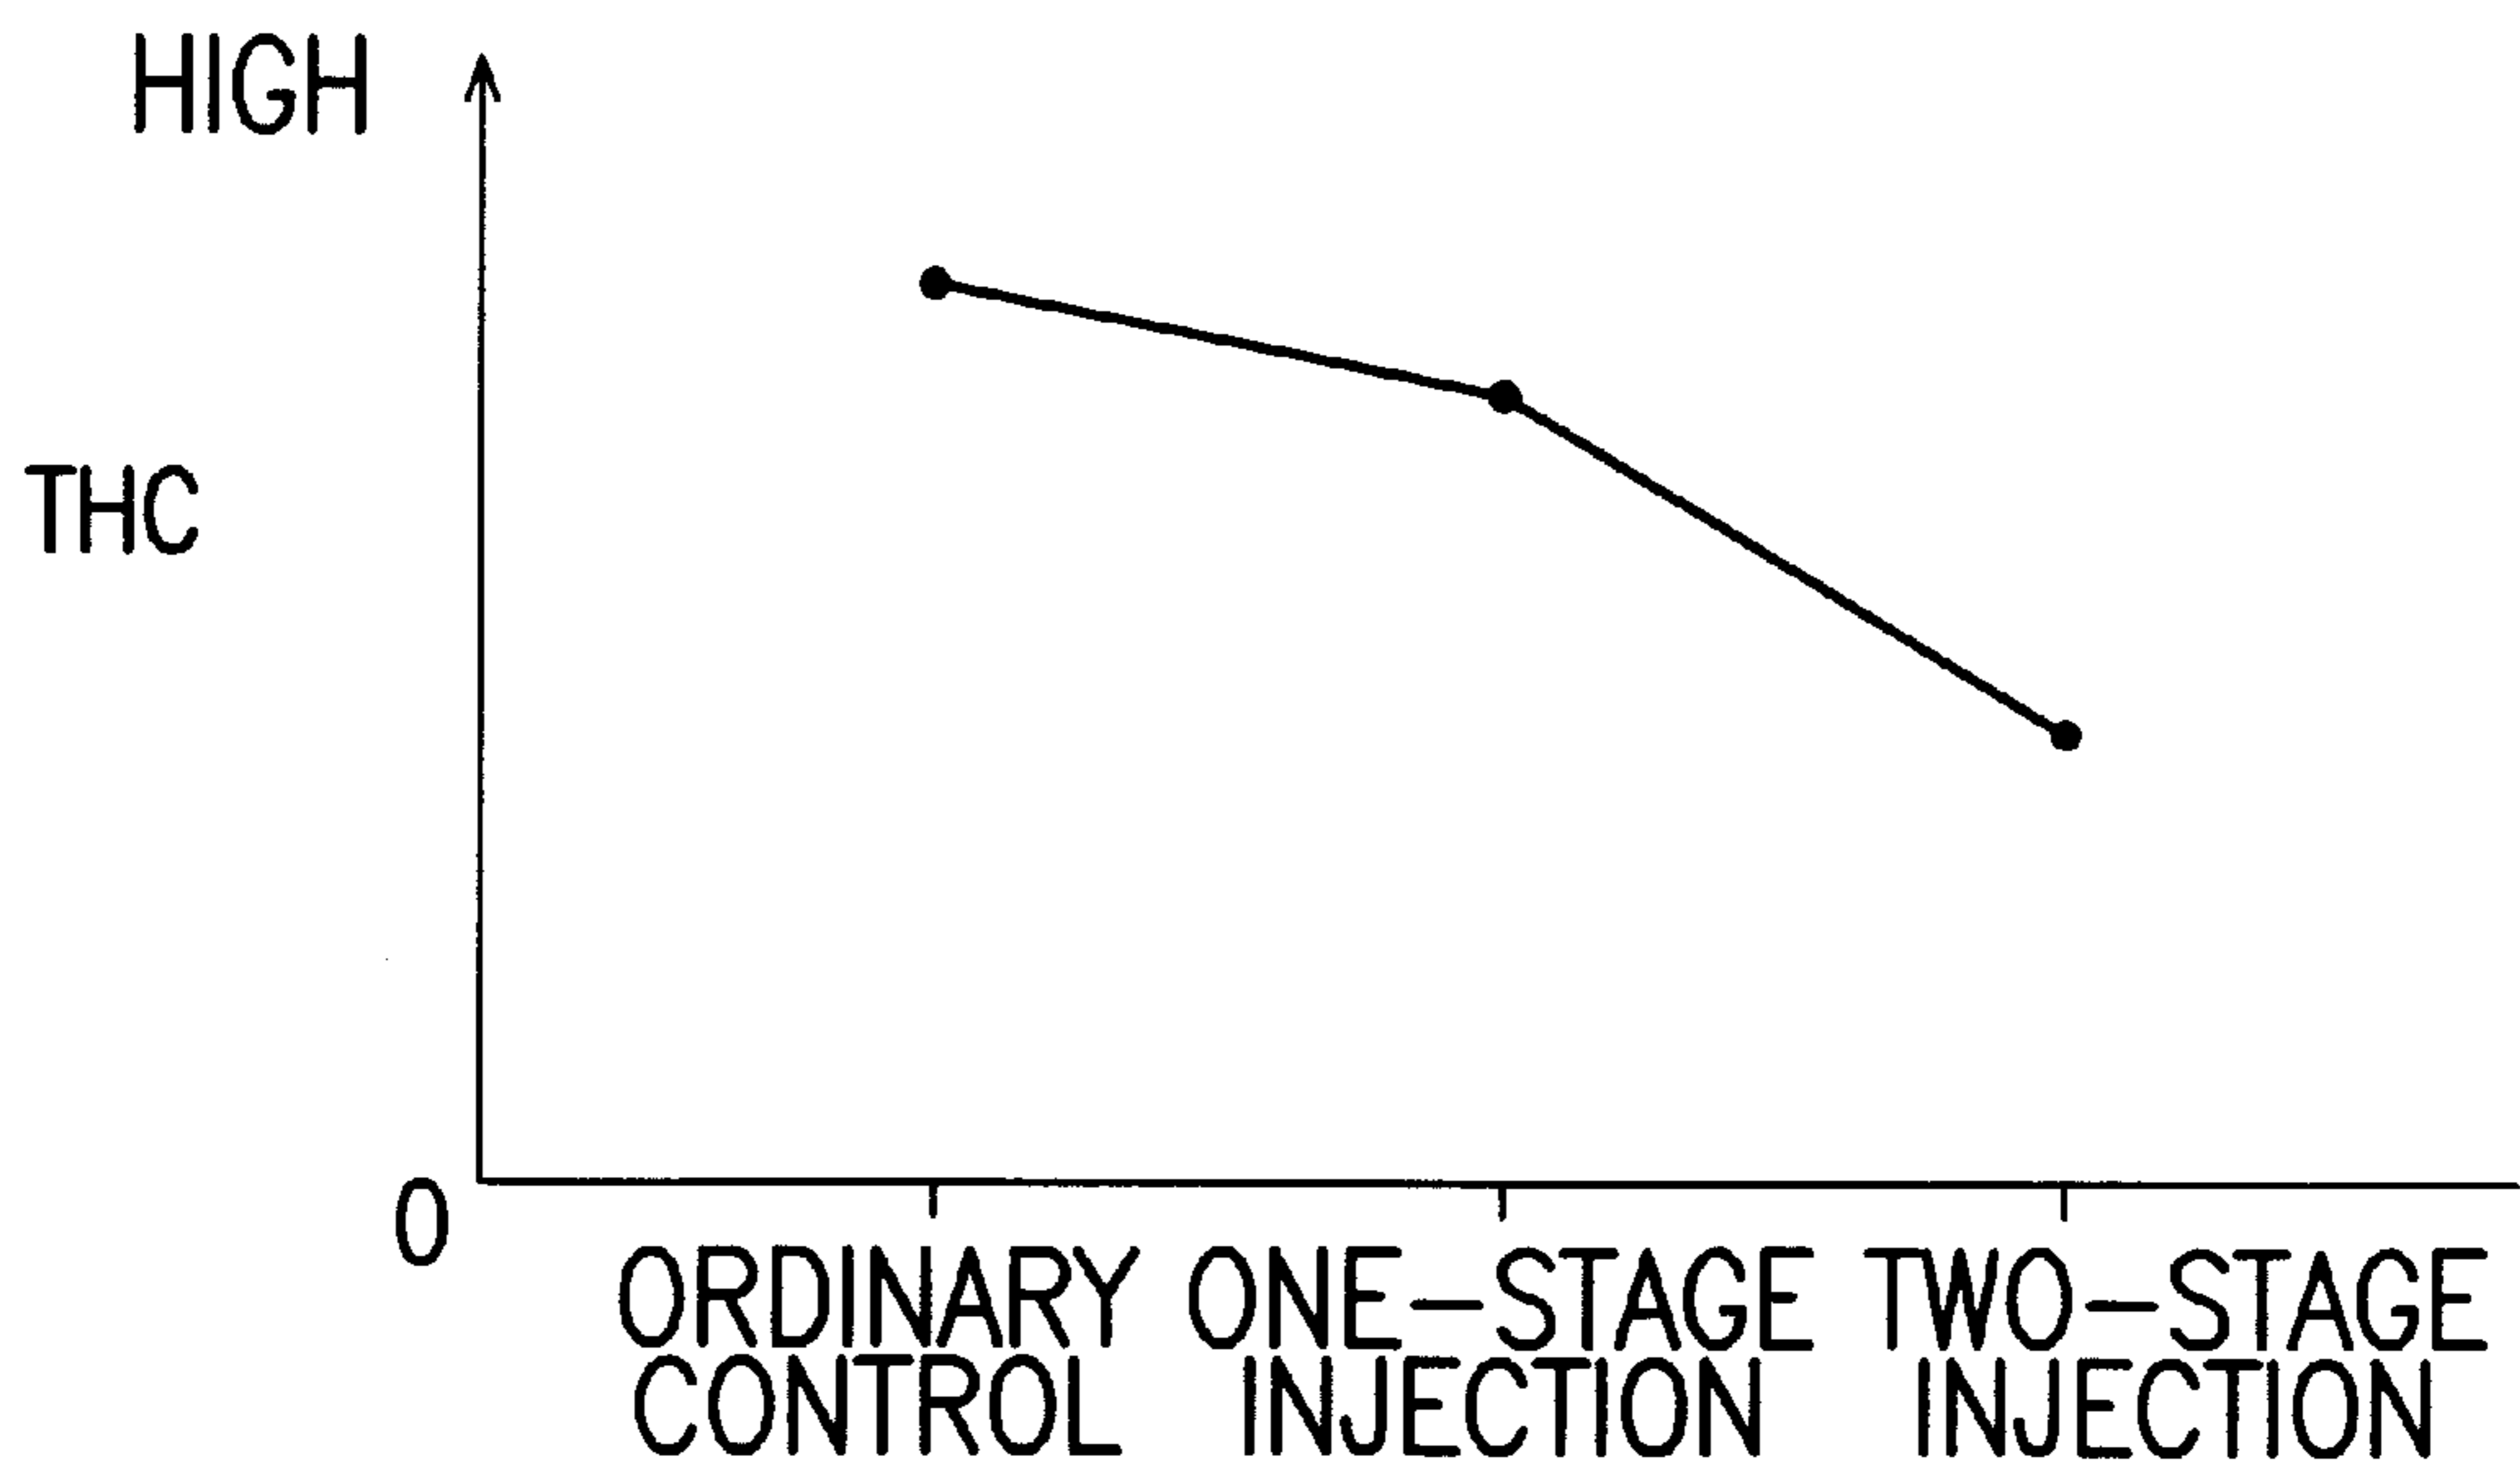 HIGH
THC
0
ORDINARY CONTROL
ONE-STAGE INJECTION
TWO-STAGE INJECTION